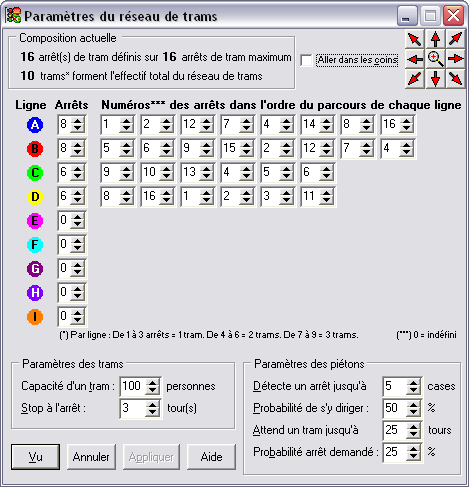 Paramètres du réseau de trams
Composition actuelle
16 arrêt(s) de tram définis sur 16 arrêts de tram maximum
10 trams* forment l'effectif total du réseau de trams
Aller dans les coins
Ligne Arrêts Numéros*** des arrêts dans l'ordre du parcours de chaque ligne
A 8 1 2 12 7 4 14 8 16
B 8 5 6 9 15 2 12 7 4
C 6 9 10 13 4 5 6
D 6 8 16 1 2 3 11
E 0
F 0
G 0
H 0
I 0
(*) Par ligne : De 1 à 3 arrêts = 1 tram. De 4 à 6 = 2 trams. De 7 à 9 = 3 trams. (***) 0 = indéfini
Paramètres des trams
Capacité d'un tram : 100 personnes
Stop à l'arrêt : 3 tour(s)
Paramètres des piétons
Détecte un arrêt jusqu'à 5 cases
Probabilité de s'y diriger : 50 %
Attend un tram jusqu'à 25 tours
Probabilité arrêt demandé : 25 %
Vu Annuler Appliquer Aide